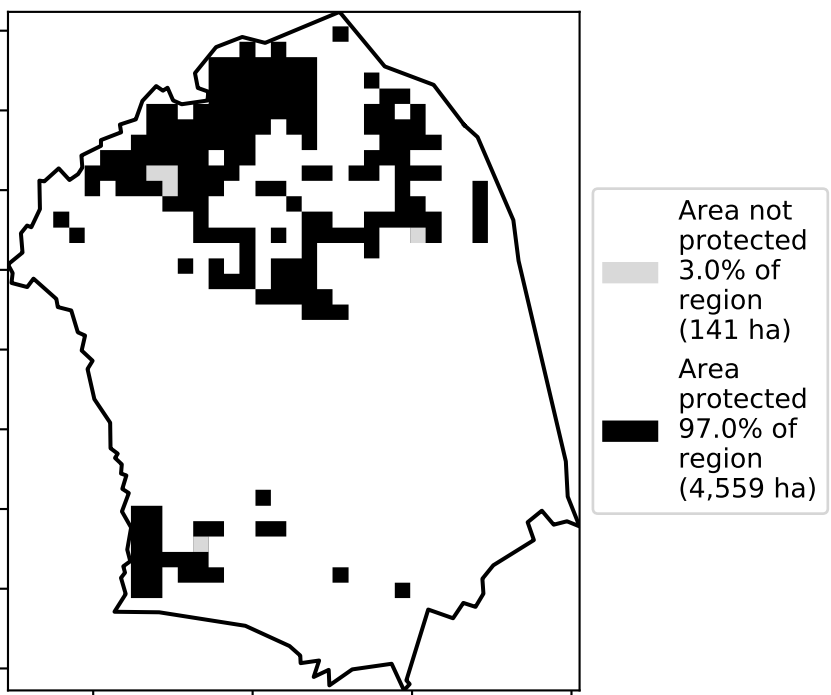 Area not
protected
3.0% of
region
(141 ha)
Area
protected
97.0% of
region
(4,559 ha)